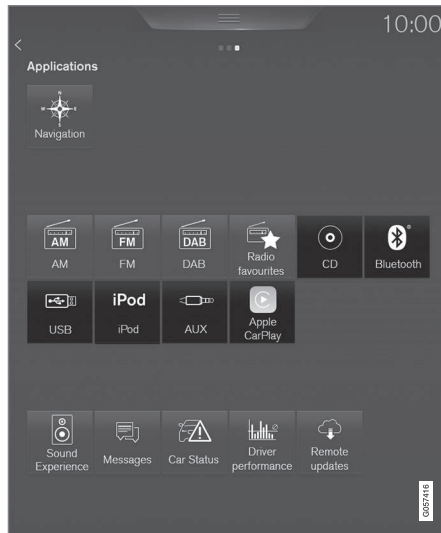 10:00
Applications
N
W
E
S
Navigation
AM
FM
DAB
AM
FM
DAB
Radio
favourites
CD
Bluetooth
iPod
USB
iPod
AUX
Apple
CarPlay
Sound
Experience
Messages
Car Status
Driver
performance
Remote
updates
G057416